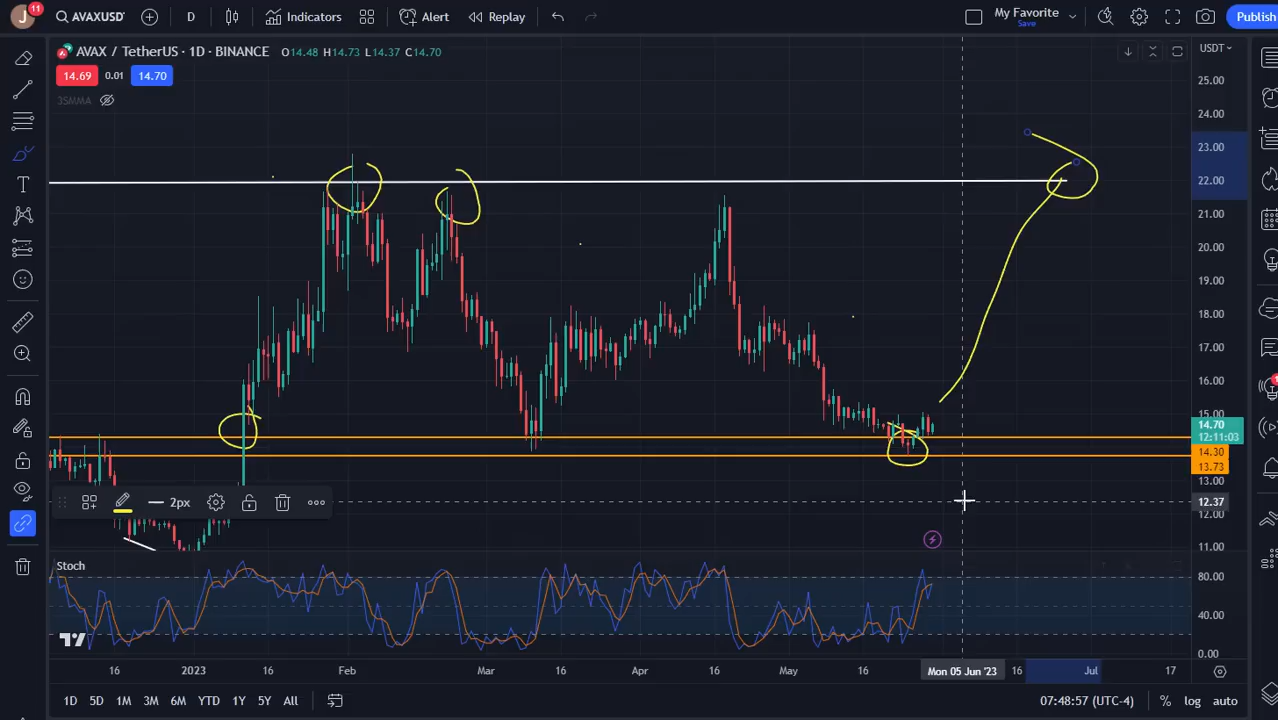 J 11 AVAXUSD D Indicators Alert Replay My Favorite Save Publish
AVAX / TetherUS · 1D · BINANCE O14.48 H14.73 L14.37 C14.70
USDT
14.69 0.01 14.70
3SMMA
25.00
24.00
23.00
22.00
21.00
20.00
19.00
18.00
17.00
16.00
15.00
14.70
12:11:03
14.30
13.73
13.00
2px
12.37
12.00
11.00
Stoch
80.00
40.00
0.00
16 2023 16 Feb Mar 16 Apr 16 May 16 Mon 05 Jun '23 16 Jul 17
1D 5D 1M 3M 6M YTD 1Y 5Y All 07:48:57 (UTC-4) % log auto